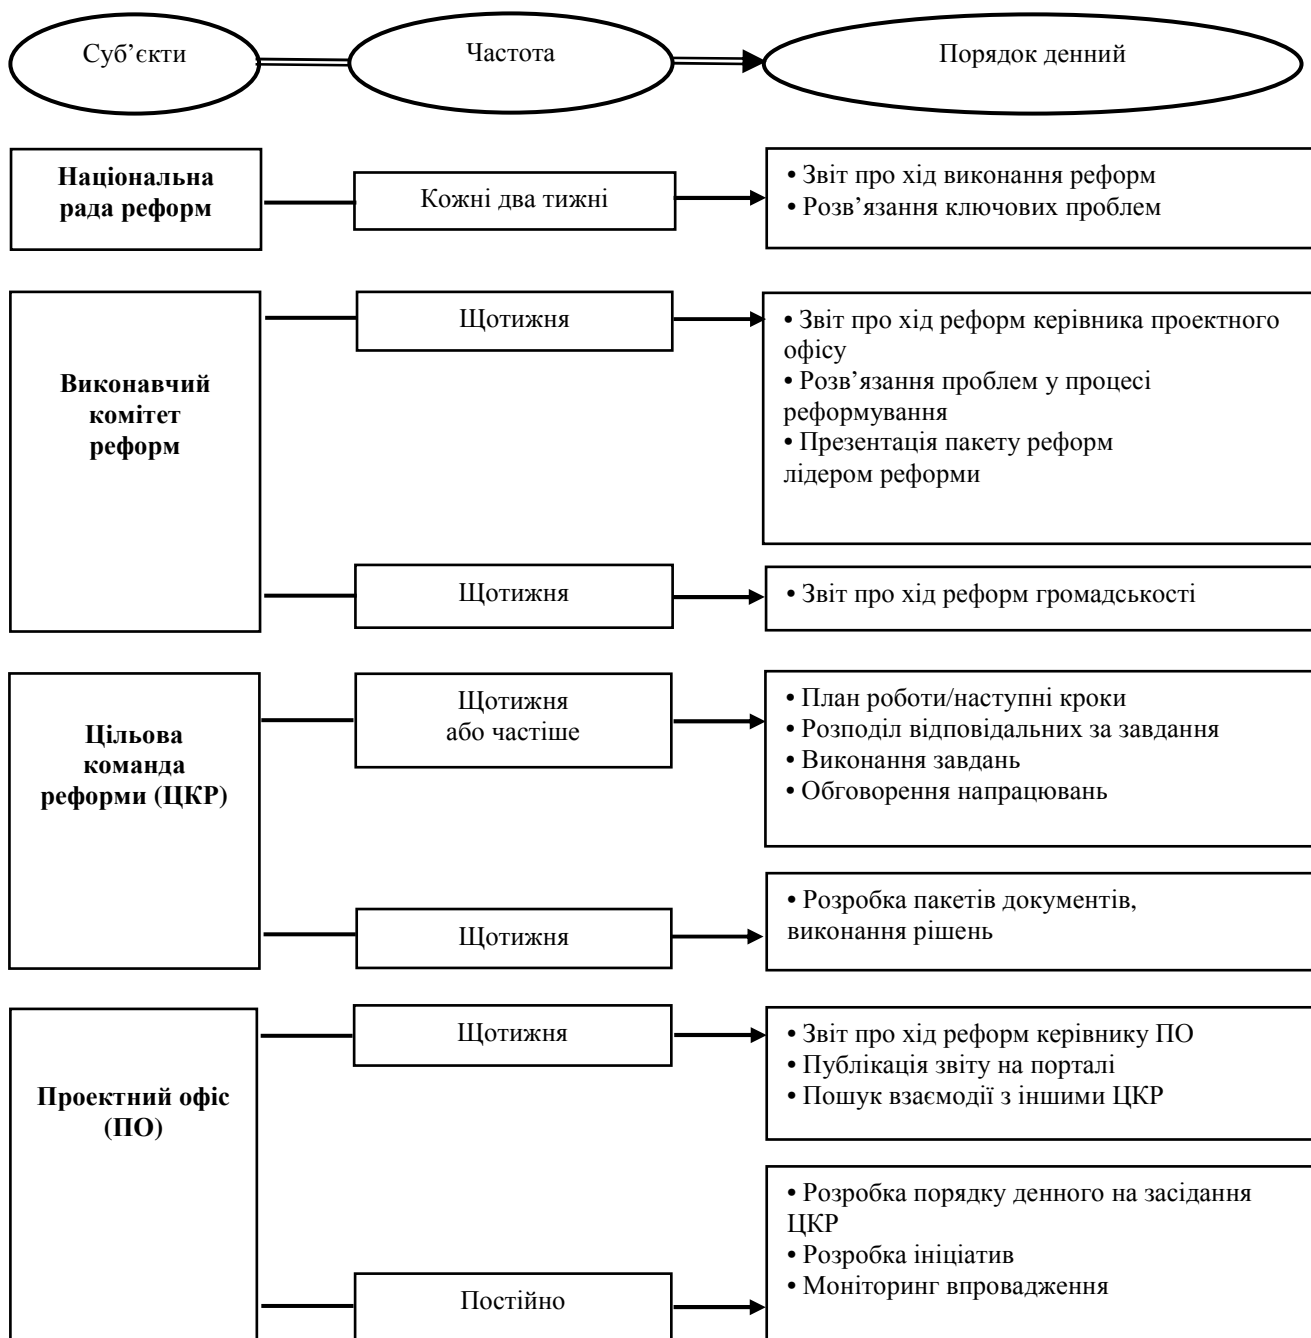 Суб’єкти
Частота
Порядок денний
Національна
рада реформ
Кожні два тижні
• Звіт про хід виконання реформ
• Розв’язання ключових проблем
Виконавчий
комітет
реформ
Щотижня
• Звіт про хід реформ керівника проектного
офісу
• Розв’язання проблем у процесі
реформування
• Презентація пакету реформ
лідером реформи
Щотижня
• Звіт про хід реформ громадськості
Цільова
команда
реформи (ЦКР)
Щотижня
або частіше
• План роботи/наступні кроки
• Розподіл відповідальних за завдання
• Виконання завдань
• Обговорення напрацювань
Щотижня
• Розробка пакетів документів,
виконання рішень
Проектний офіс
(ПО)
Щотижня
• Звіт про хід реформ керівнику ПО
• Публікація звіту на порталі
• Пошук взаємодії з іншими ЦКР
Постійно
• Розробка порядку денного на засідання
ЦКР
• Розробка ініціатив
• Моніторинг впровадження